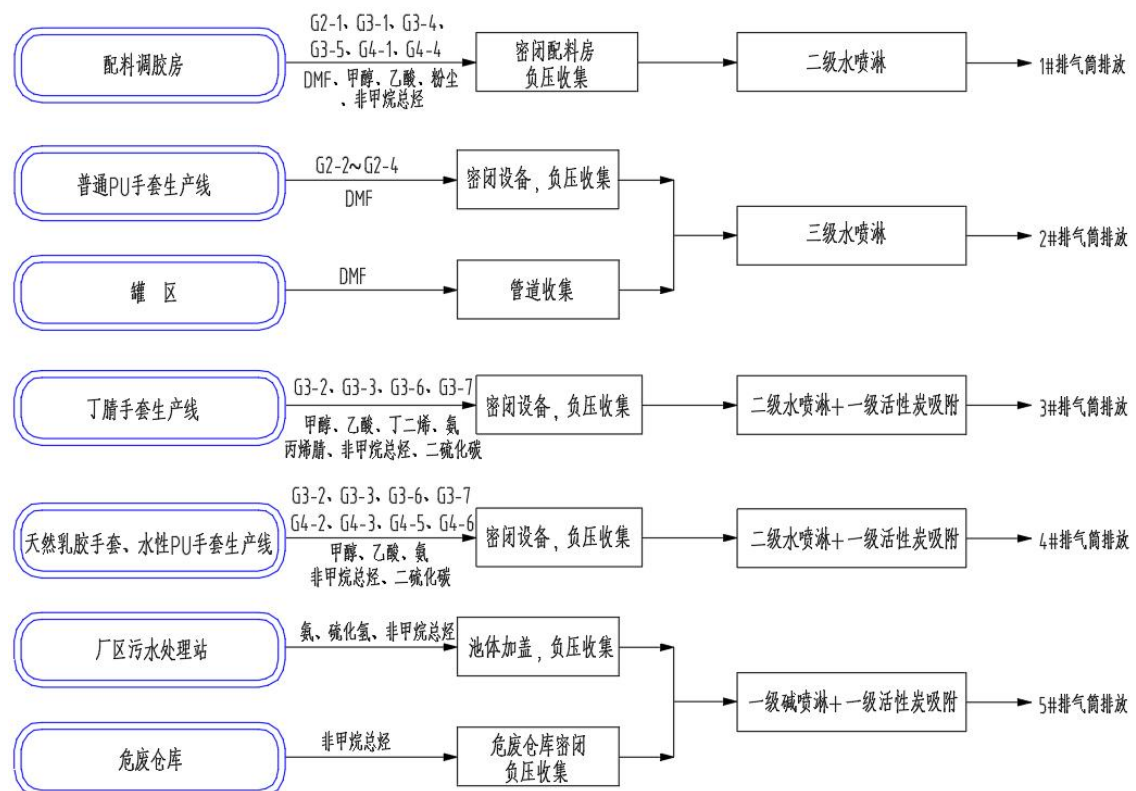 G2-1、G3-1、G3-4、
G3-5、G4-1、G4-4
配料调胶房
DMF、甲醇、乙酸、粉尘
、非甲烷总烃
密闭配料房
负压收集
二级水喷淋
1#排气筒排放
普通PU手套生产线
G2-2~G2-4
DMF
密闭设备，负压收集
三级水喷淋
2#排气筒排放
罐 区
DMF
管道收集
丁腈手套生产线
G3-2、G3-3、G3-6、G3-7
甲醇、乙酸、丁二烯、氨
丙烯腈、非甲烷总烃、二硫化碳
密闭设备，负压收集
二级水喷淋+一级活性炭吸附
3#排气筒排放
天然乳胶手套、水性PU手套生产线
G3-2、G3-3、G3-6、G3-7
G4-2、G4-3、G4-5、G4-6
甲醇、乙酸、氨
非甲烷总烃、二硫化碳
密闭设备，负压收集
二级水喷淋+一级活性炭吸附
4#排气筒排放
厂区污水处理站
氨、硫化氢、非甲烷总烃
池体加盖，负压收集
一级碱喷淋+一级活性炭吸附
5#排气筒排放
危废仓库
非甲烷总烃
危废仓库密闭
负压收集